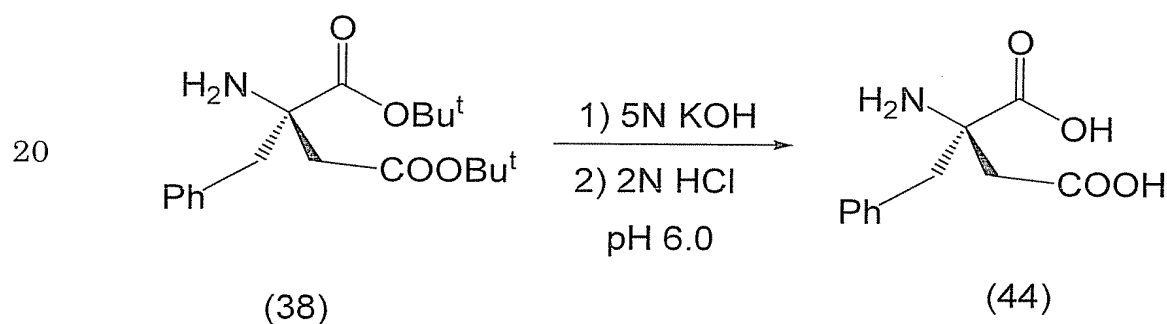 20
H₂N
O
OBuᵗ
COOBuᵗ
Ph
(38)
1) 5N KOH
2) 2N HCl
pH 6.0
H₂N
O
OH
COOH
Ph
(44)